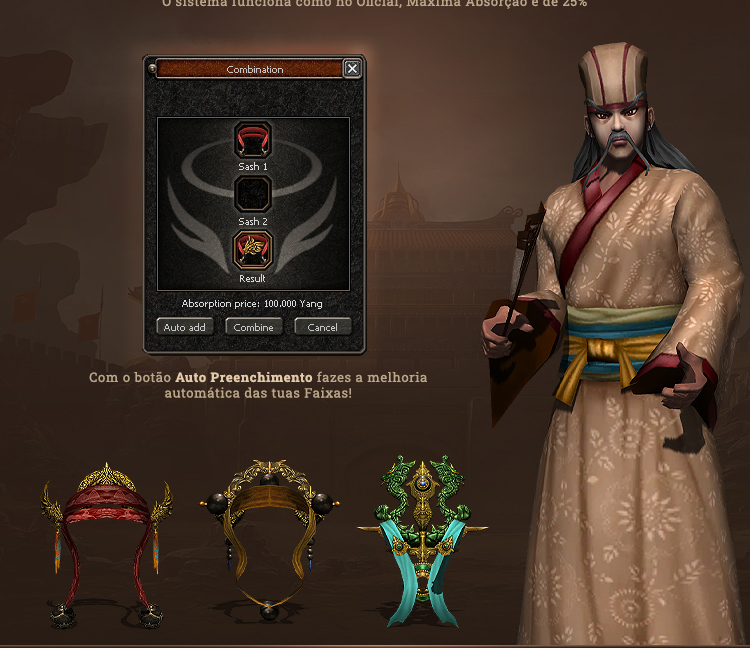 O sistema funciona como no Oficial, Máxima Absorção é de 25%
Combination
Sash 1
Sash 2
Result
Absorption price: 100.000 Yang
Auto add Combine Cancel
Com o botão Auto Preenchimento fazes a melhoria
automática das tuas Faixas!